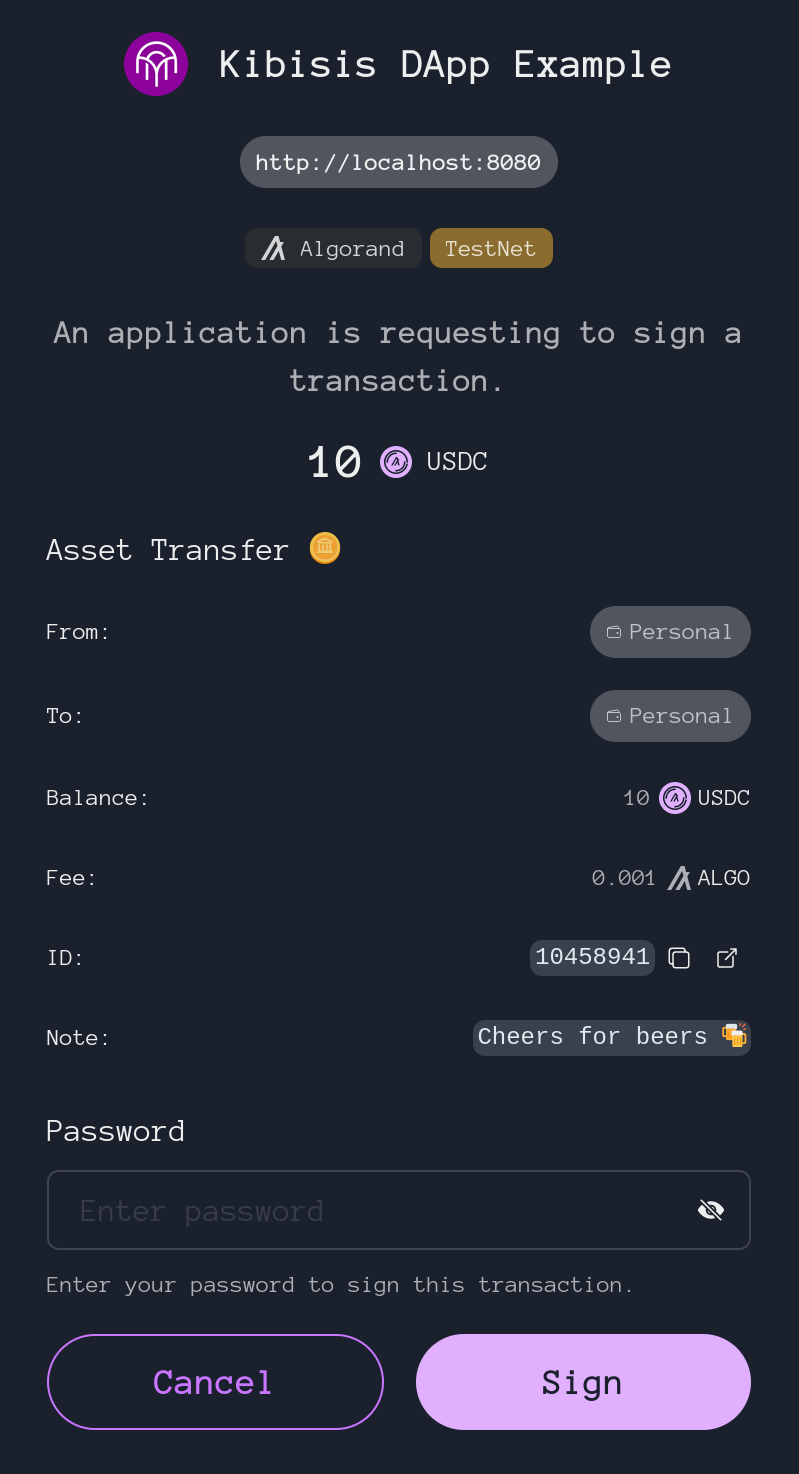 Kibisis DApp Example
http://localhost:8080
Algorand TestNet
An application is requesting to sign a
transaction.
10 USDC
Asset Transfer
From: Personal
To: Personal
Balance: 10 USDC
Fee: 0.001 ALGO
ID: 10458941
Note: Cheers for beers 🍻
Password
Enter password
Enter your password to sign this transaction.
Cancel Sign